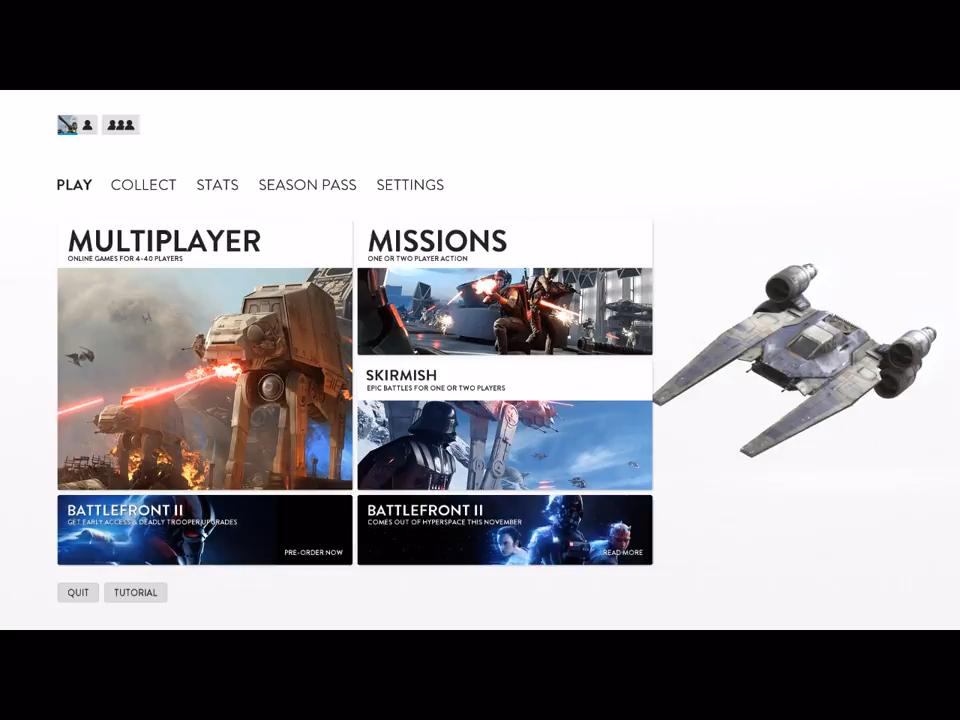 PLAY COLLECT STATS SEASON PASS SETTINGS
MULTIPLAYER
ONLINE GAMES FOR 4-40 PLAYERS
MISSIONS
ONE OR TWO PLAYER ACTION
SKIRMISH
EPIC BATTLES FOR ONE OR TWO PLAYERS
BATTLEFRONT II
GET EARLY ACCESS & DEADLY TROOPER UPGRADES
PRE-ORDER NOW
BATTLEFRONT II
COMES OUT OF HYPERSPACE THIS NOVEMBER
READ MORE
QUIT TUTORIAL